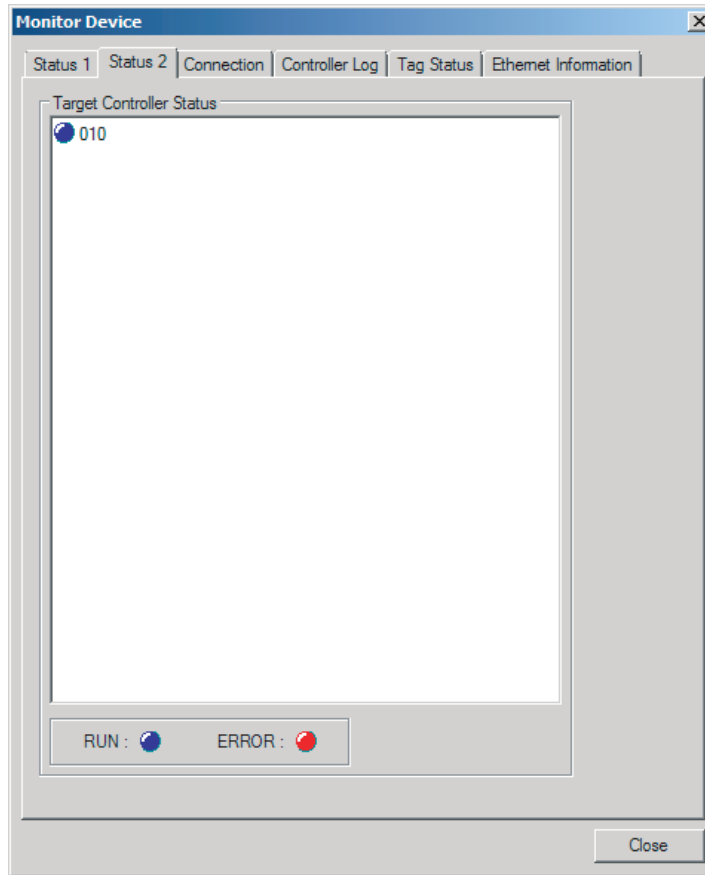 Monitor Device
Status 1 Status 2 Connection Controller Log Tag Status Ethernet Information
Target Controller Status
010
RUN : ERROR :
Close